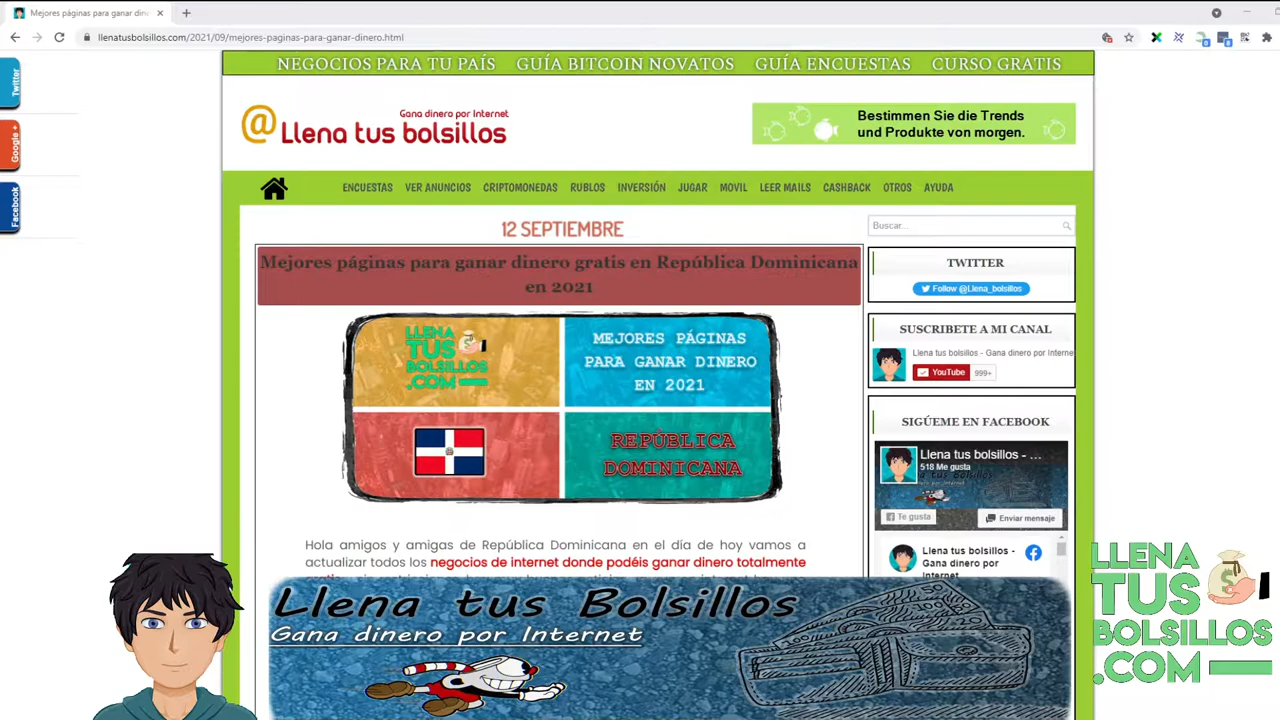 Mejores páginas para ganar din
llenatusbolsillos.com/2021/09/mejores-paginas-para-ganar-dinero.html
Twitter
Google +
Facebook
NEGOCIOS PARA TU PAÍS GUÍA BITCOIN NOVATOS GUÍA ENCUESTAS CURSO GRATIS
Gana dinero por Internet
@Llena tus bolsillos
Bestimmen Sie die Trends
und Produkte von morgen.
ENCUESTAS VER ANUNCIOS CRIPTOMONEDAS RUBLOS INVERSIÓN JUGAR MOVIL LEER MAILS CASHBACK OTROS AYUDA
12 SEPTIEMBRE
Mejores páginas para ganar dinero gratis en República Dominicana
en 2021
LLENA
TUS
BOLSILLOS
.COM
MEJORES PÁGINAS
PARA GANAR DINERO
EN 2021
REPÚBLICA
DOMINICANA
Hola amigos y amigas de República Dominicana en el día de hoy vamos a
actualizar todos los negocios de internet donde podéis ganar dinero totalmente
Buscar...
TWITTER
Follow @Llena_bolsillos
SUSCRIBETE A MI CANAL
Llena tus bolsillos - Gana dinero por Interne
YouTube 999+
SIGÚEME EN FACEBOOK
Llena tus bolsillos - ...
518 Me gusta
Te gusta
Enviar mensaje
Llena tus bolsillos -
Gana dinero por
Internet
Llena tus Bolsillos
Gana dinero por Internet
LLENA
TUS
BOLSILLOS
.COM